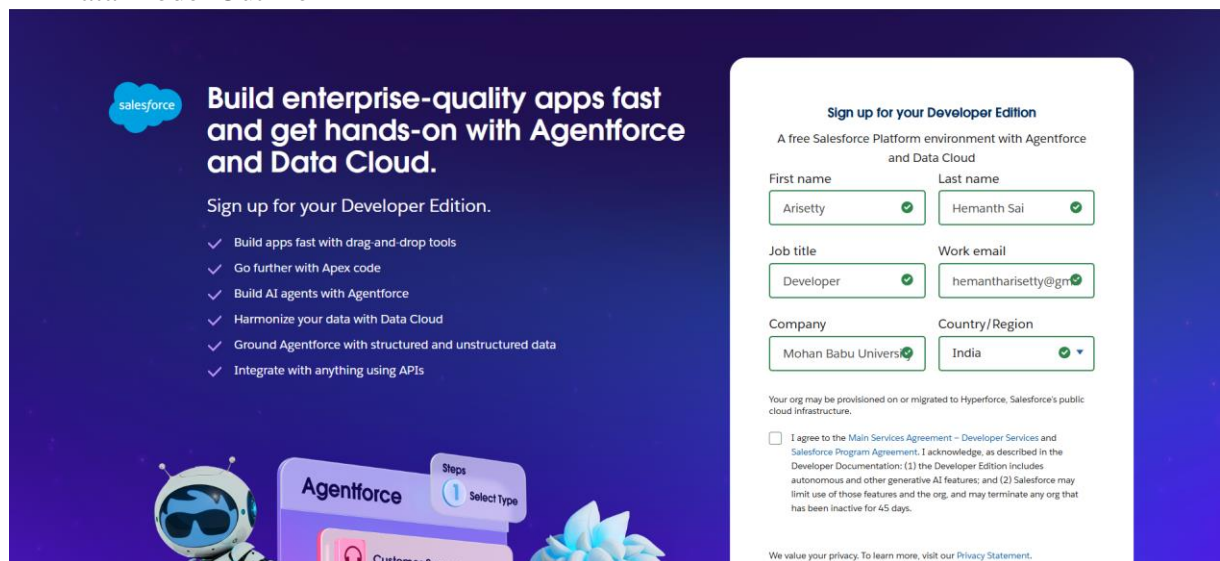 salesforce
Build enterprise-quality apps fast
and get hands-on with Agentforce
and Data Cloud.
Sign up for your Developer Edition.
Build apps fast with drag-and-drop tools
Go further with Apex code
Build AI agents with Agentforce
Harmonize your data with Data Cloud
Ground Agentforce with structured and unstructured data
Integrate with anything using APIs
Agentforce
Steps
1 Select Type
Sign up for your Developer Edition
A free Salesforce Platform environment with Agentforce
and Data Cloud
First name Last name
Arisetty Hemanth Sai
Job title Work email
Developer hemantharisetty@gm
Company Country/Region
Mohan Babu University India
Your org may be provisioned on or migrated to Hyperforce, Salesforce's public
cloud infrastructure.
I agree to the Main Services Agreement – Developer Services and
Salesforce Program Agreement. I acknowledge, as described in the
Developer Documentation: (1) the Developer Edition includes
autonomous and other generative AI features; and (2) Salesforce may
limit use of those features and the org, and may terminate any org that
has been inactive for 45 days.
We value your privacy. To learn more, visit our Privacy Statement.